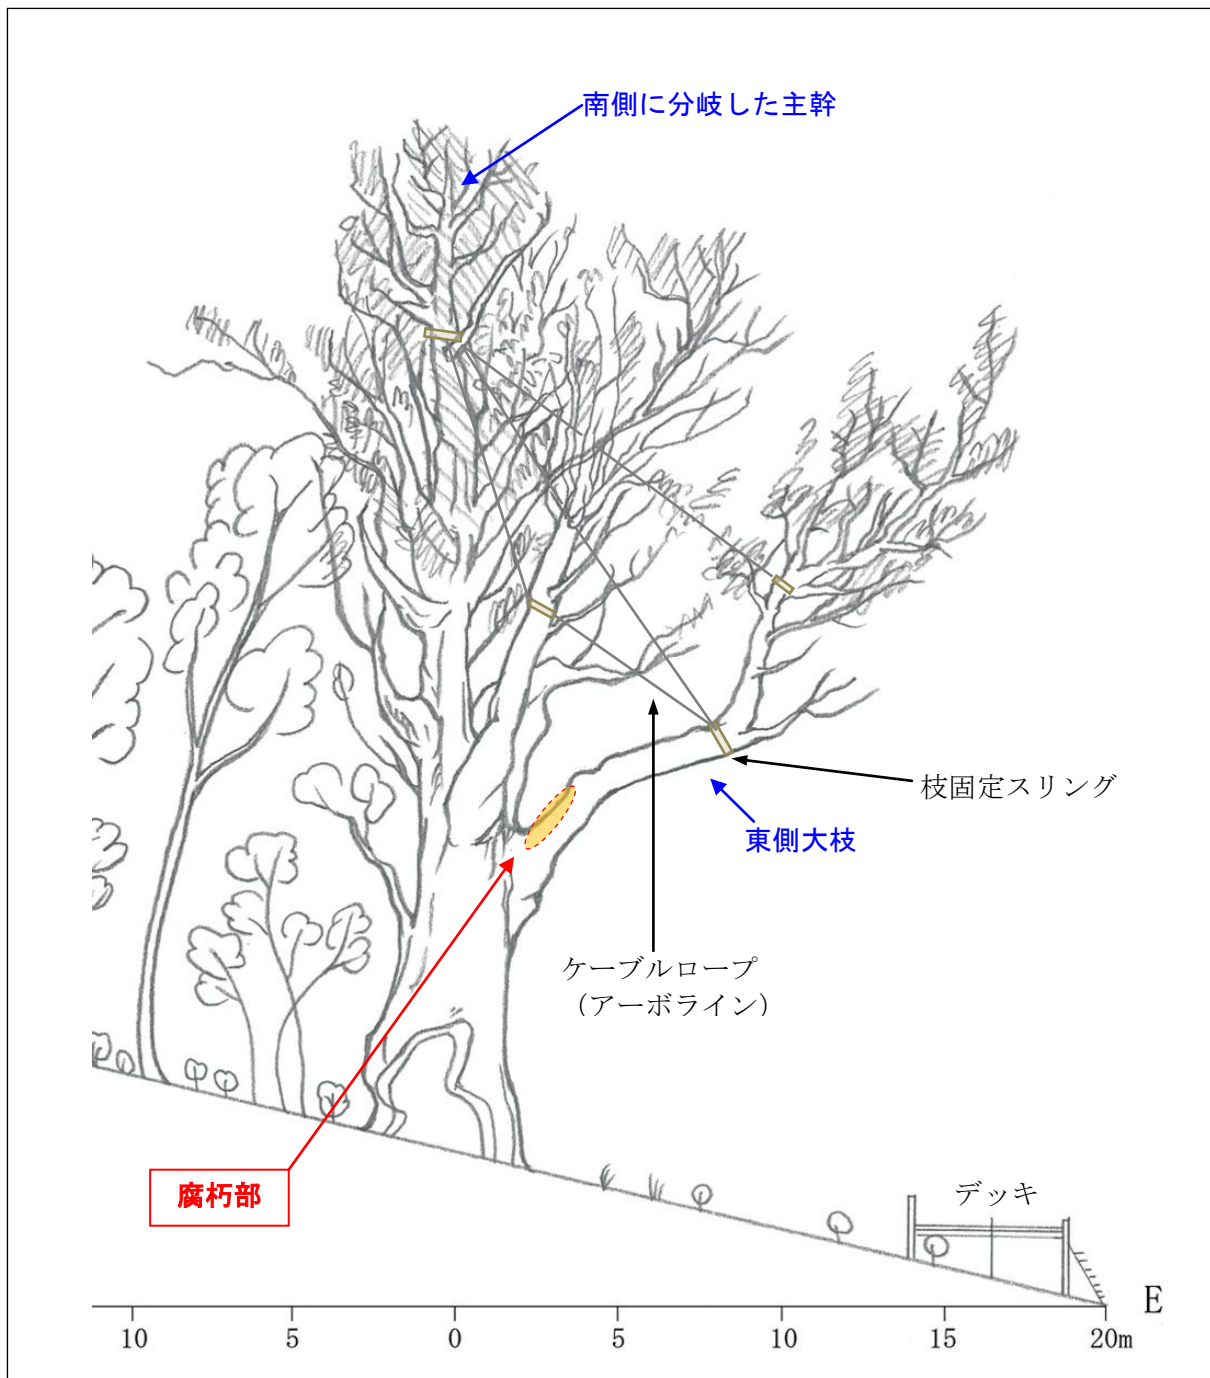 南側に分岐した主幹
枝固定スリング
東側大枝
ケーブルロープ
（アーボライン）
腐朽部
デッキ
E
10 5 0 5 10 15 20m